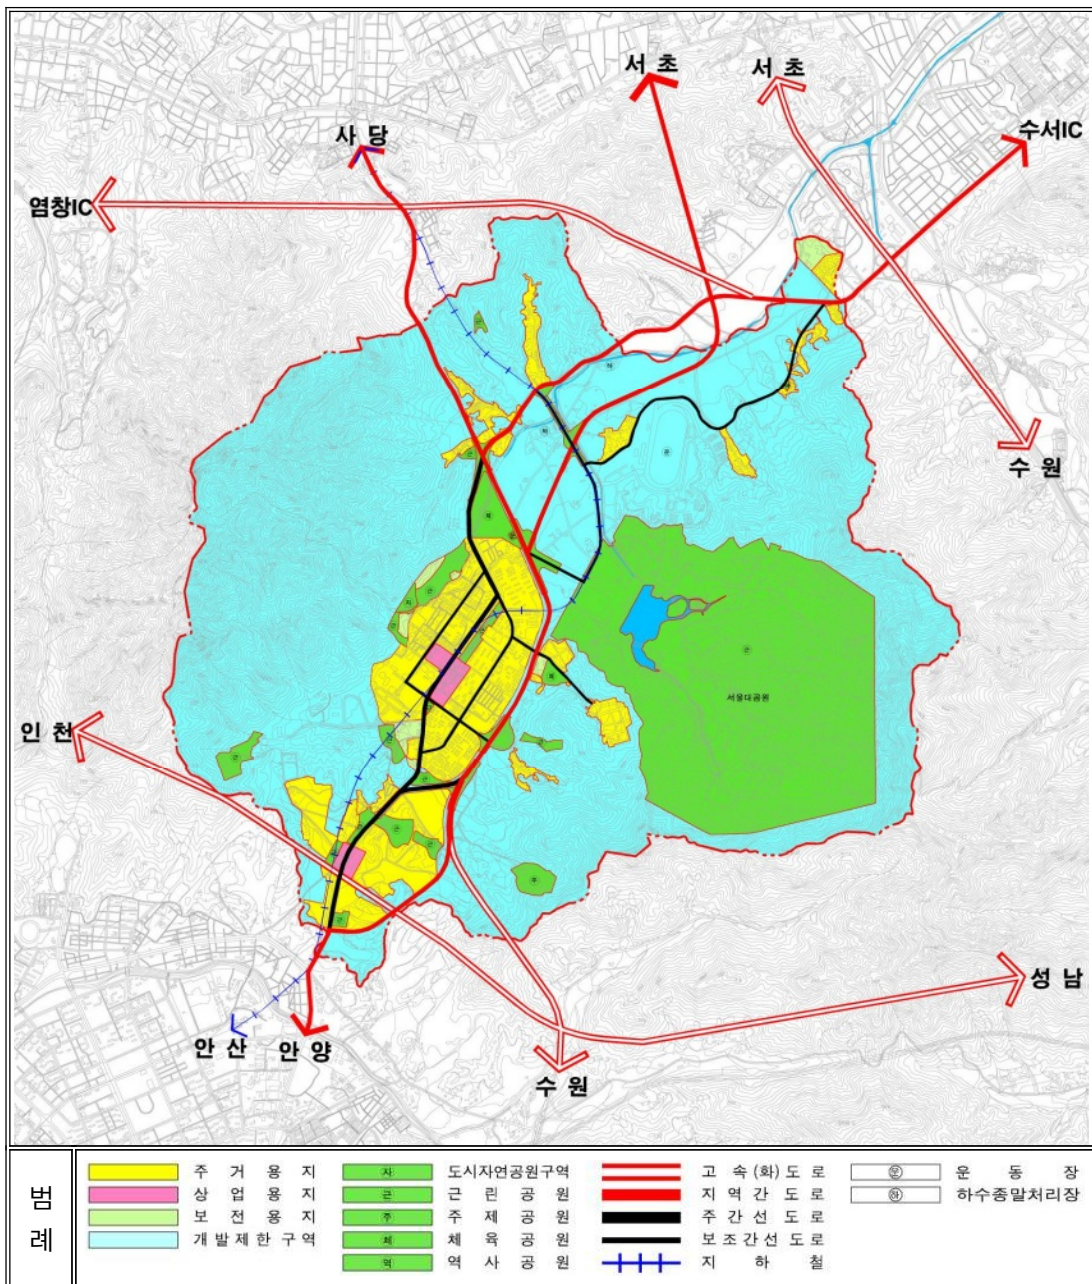 서 초
서 초
수서IC
사 당
염창IC
수 원
서울대공원
인 천
성 남
안 산
안 양
수 원
범
례
주 거 용 지
상 업 용 지
보 전 용 지
개 발 제 한 구 역
자 도시자연공원구역
근 근 린 공 원
주 주 제 공 원
체 체 육 공 원
역 역 사 공 원
고 속 (화) 도 로
지 역 간 도 로
주 간 선 도 로
보 조 간 선 도 로
지 하 철
운 운 동 장
하 하수종말처리장